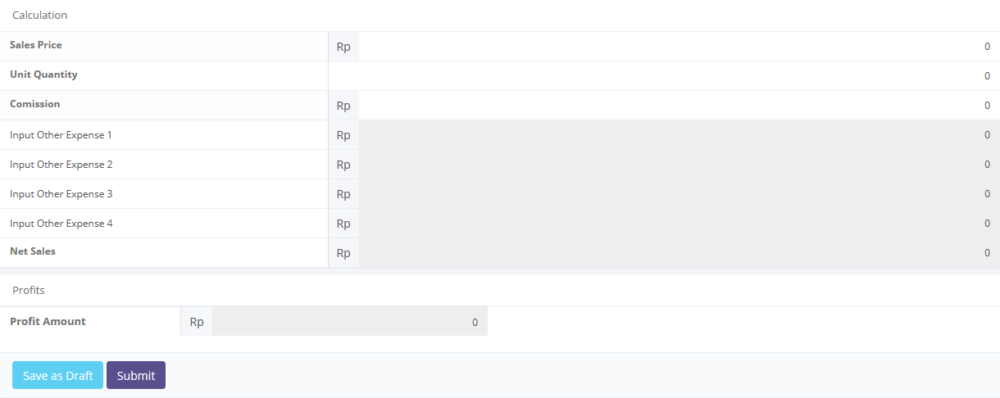 Calculation
Sales Price Rp 0
Unit Quantity 0
Comission Rp 0
Input Other Expense 1 Rp 0
Input Other Expense 2 Rp 0
Input Other Expense 3 Rp 0
Input Other Expense 4 Rp 0
Net Sales Rp 0
Profits
Profit Amount Rp 0
Save as Draft Submit